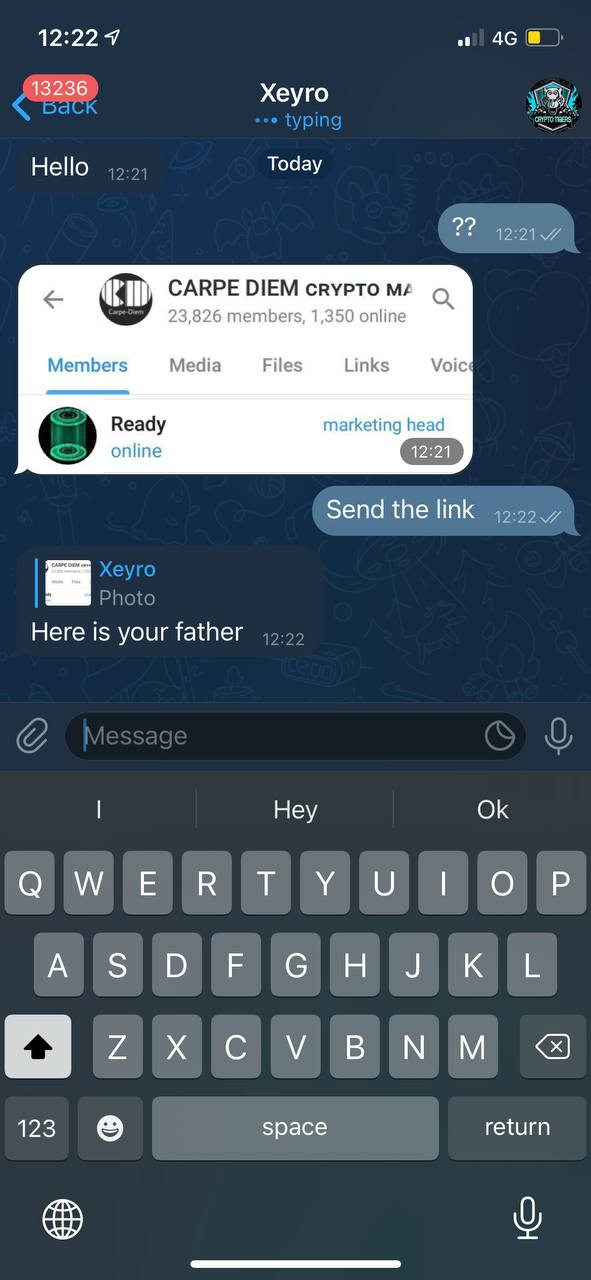 12:22
4G
13236
Back
Xeyro
typing
CRYPTO TIGERS
Today
Hello 12:21
?? 12:21
CARPE DIEM CRYPTO MA
23,826 members, 1,350 online
Carpe-Diem
Members Media Files Links Voice
Ready marketing head
online
12:21
Send the link 12:22
Xeyro
Photo
Here is your father 12:22
Message
I Hey Ok
Q W E R T Y U I O P
A S D F G H J K L
Z X C V B N M
123 space return